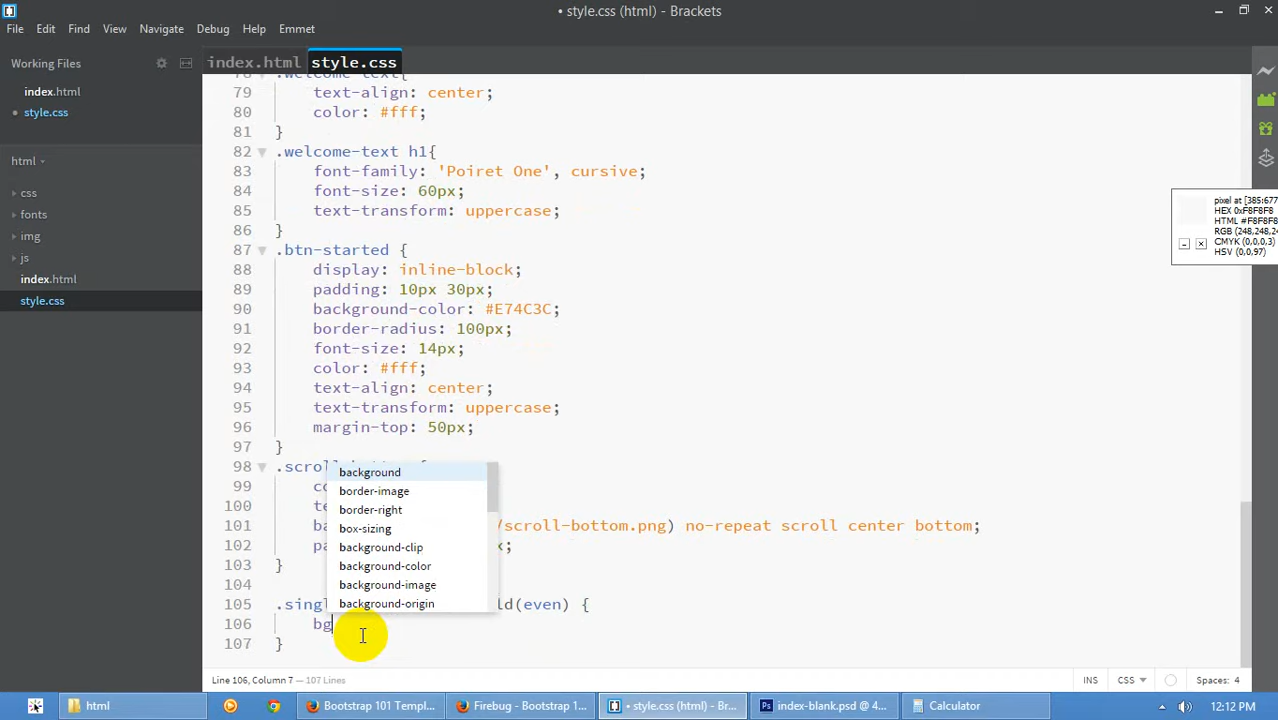 • style.css (html) - Brackets
File Edit Find View Navigate Debug Help Emmet
Working Files
index.html
style.css
index.html
• style.css
html
css
fonts
img
js
index.html
style.css
79 text-align: center;
80 color: #fff;
81 }
82 .welcome-text h1{
83 font-family: 'Poiret One', cursive;
84 font-size: 60px;
85 text-transform: uppercase;
86 }
87 .btn-started {
88 display: inline-block;
89 padding: 10px 30px;
90 background-color: #E74C3C;
91 border-radius: 100px;
92 font-size: 14px;
93 color: #fff;
94 text-align: center;
95 text-transform: uppercase;
96 margin-top: 50px;
97 }
98 .scrol
99 co
100 te
101 ba /scroll-bottom.png) no-repeat scroll center bottom;
102 pa x;
103 }
104
105 .singl ld(even) {
106 bg
107 }
background
border-image
border-right
box-sizing
background-clip
background-color
background-image
background-origin
pixel at [385:677
HEX 0xF8F8F8
HTML #F8F8F8
RGB (248,248,24
CMYK (0,0,0,3)
HSV (0,0,97)
Line 106, Column 7 — 107 Lines
INS CSS Spaces: 4
html
Bootstrap 101 Templ...
Firebug - Bootstrap 1...
• style.css (html) - Br...
index-blank.psd @ 4...
Calculator
12:12 PM